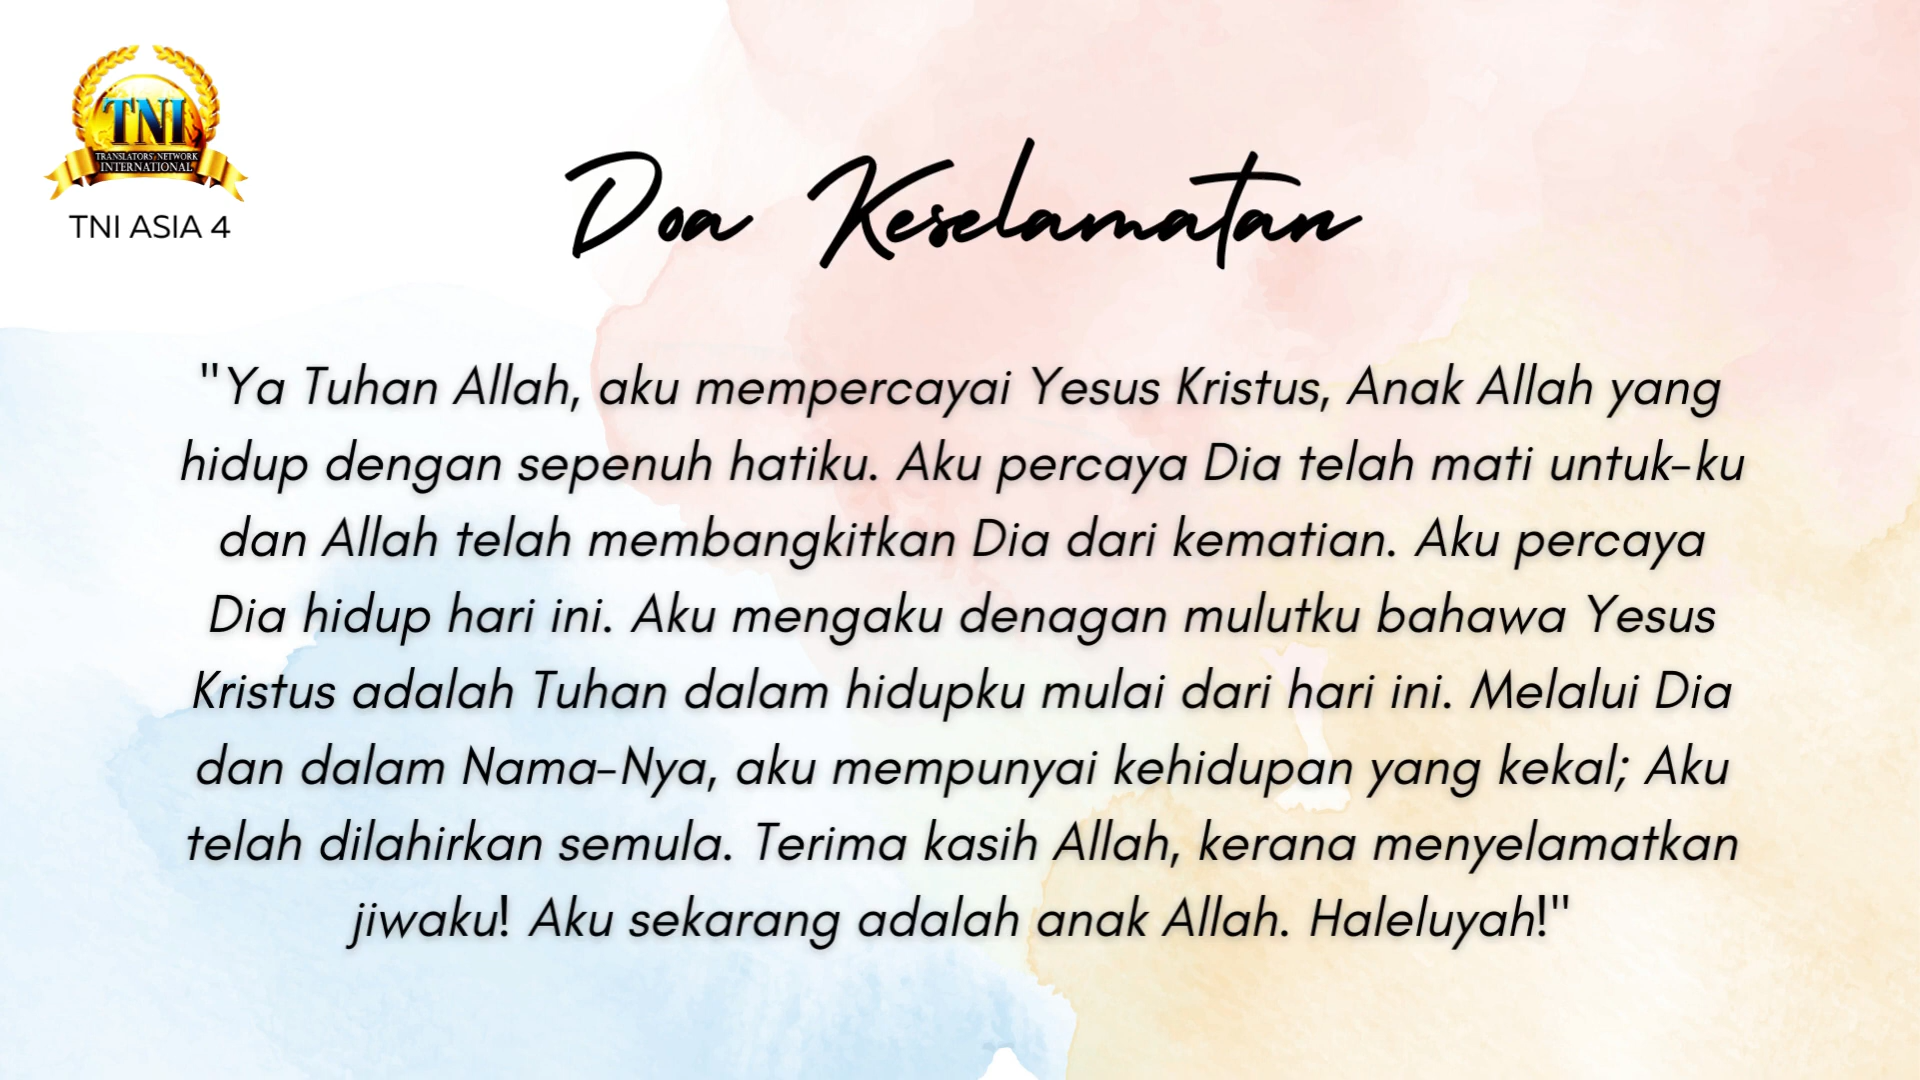 TNI
TRANSLATORS' NETWORK
INTERNATIONAL
TNI ASIA 4
Doa Keselamatan
"Ya Tuhan Allah, aku mempercayai Yesus Kristus, Anak Allah yang
hidup dengan sepenuh hatiku. Aku percaya Dia telah mati untuk-ku
dan Allah telah membangkitkan Dia dari kematian. Aku percaya
Dia hidup hari ini. Aku mengaku denagan mulutku bahawa Yesus
Kristus adalah Tuhan dalam hidupku mulai dari hari ini. Melalui Dia
dan dalam Nama-Nya, aku mempunyai kehidupan yang kekal; Aku
telah dilahirkan semula. Terima kasih Allah, kerana menyelamatkan
jiwaku! Aku sekarang adalah anak Allah. Haleluyah!"